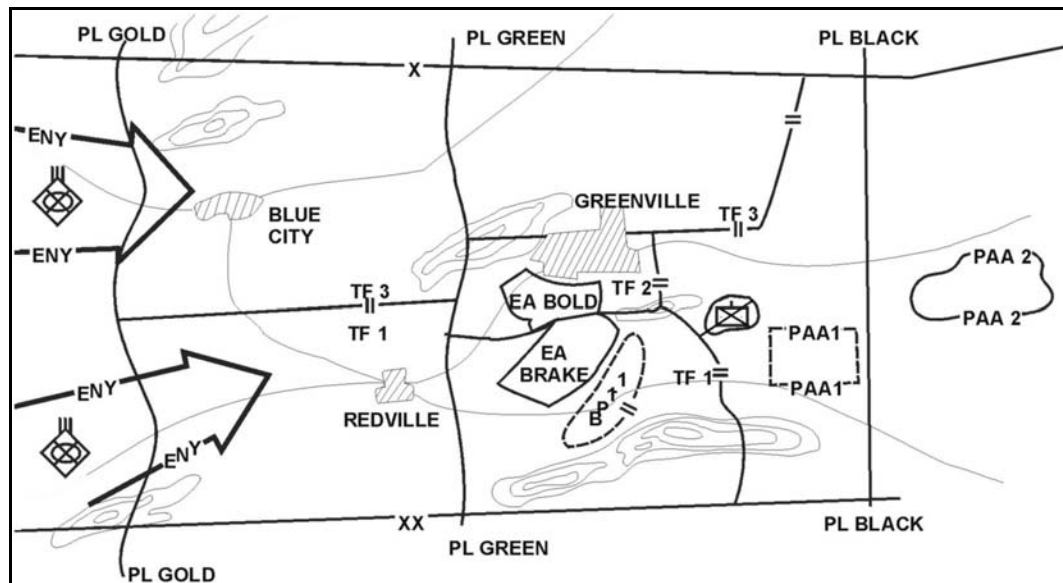 PL GOLD
PL GREEN
PL BLACK
X
ENY
ENY
BLUE
CITY
GREENVILLE
TF 3
TF 3
TF 1
EA BOLD
TF 2
PAA 2
PAA 2
EA
BRAKE
BP 1
TF 1
PAA1
PAA1
ENY
ENY
REDVILLE
XX
PL GREEN
PL BLACK
PL GOLD